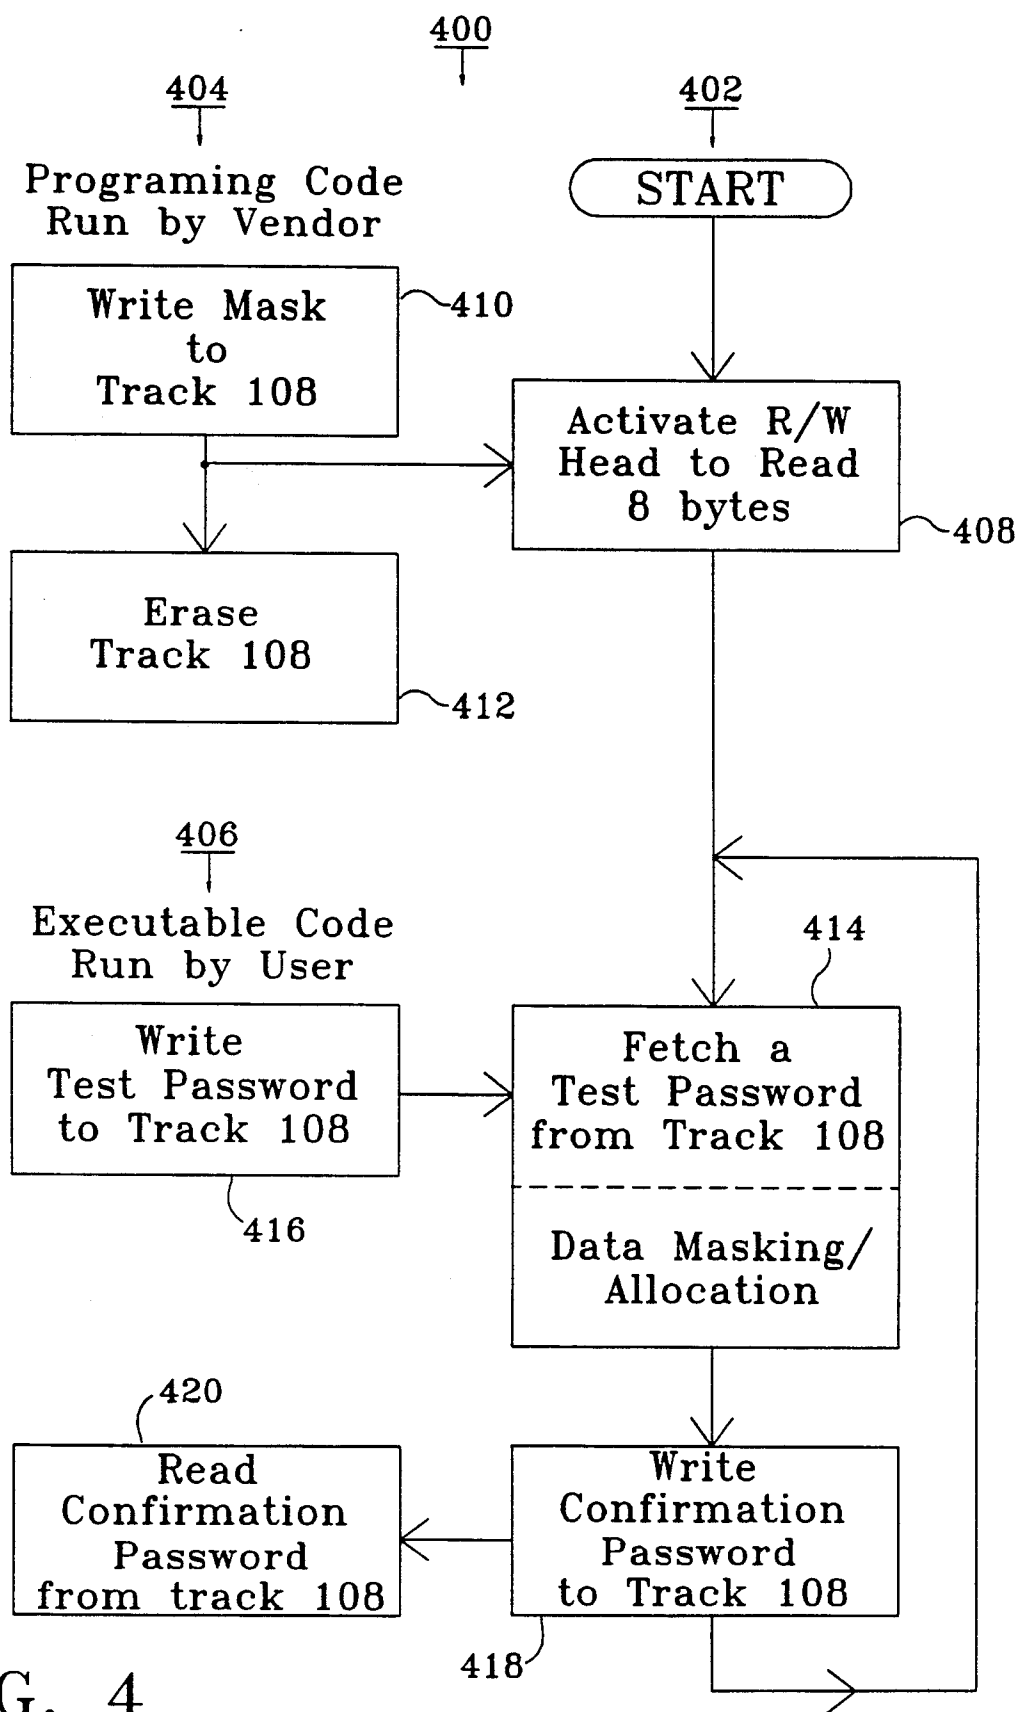 400
404
Programing Code
Run by Vendor
402
START
Write Mask
to
Track 108
410
Activate R/W
Head to Read
8 bytes
408
Erase
Track 108
412
406
Executable Code
Run by User
Write
Test Password
to Track 108
416
414
Fetch a
Test Password
from Track 108
Data Masking/
Allocation
420
Read
Confirmation
Password
from track 108
Write
Confirmation
Password
to Track 108
418
G. 4